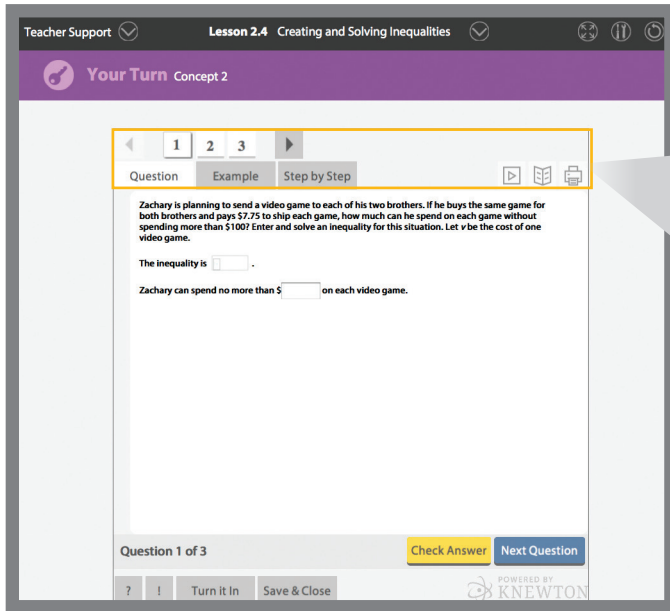 Teacher Support Lesson 2.4 Creating and Solving Inequalities
Your Turn Concept 2
1 2 3
Question Example Step by Step
Zachary is planning to send a video game to each of his two brothers. If he buys the same game for
both brothers and pays $7.75 to ship each game, how much can he spend on each game without
spending more than $100? Enter and solve an inequality for this situation. Let v be the cost of one
video game.
The inequality is .
Zachary can spend no more than $ on each video game.
Question 1 of 3 Check Answer Next Question
? ! Turn it In Save & Close
POWERED BY
KNEWTON